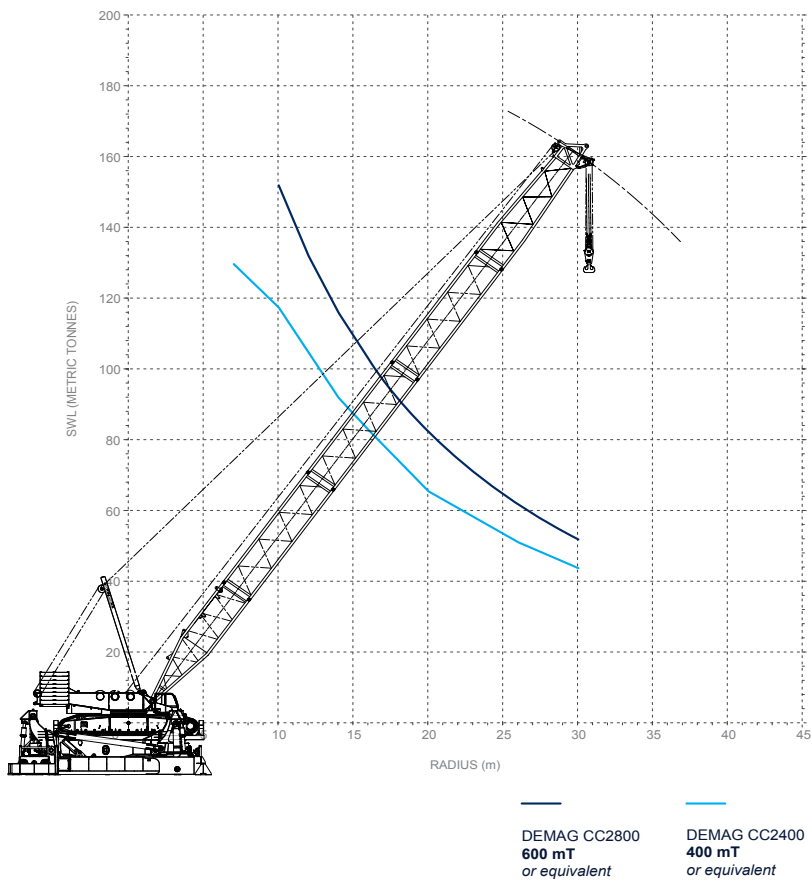 200
180
160
140
120
100
80
60
40
20
SWL (METRIC TONNES)
5 10 15 20 25 30 35 40 45
RADIUS (m)
DEMAG CC2800
600 mT
or equivalent
DEMAG CC2400
400 mT
or equivalent